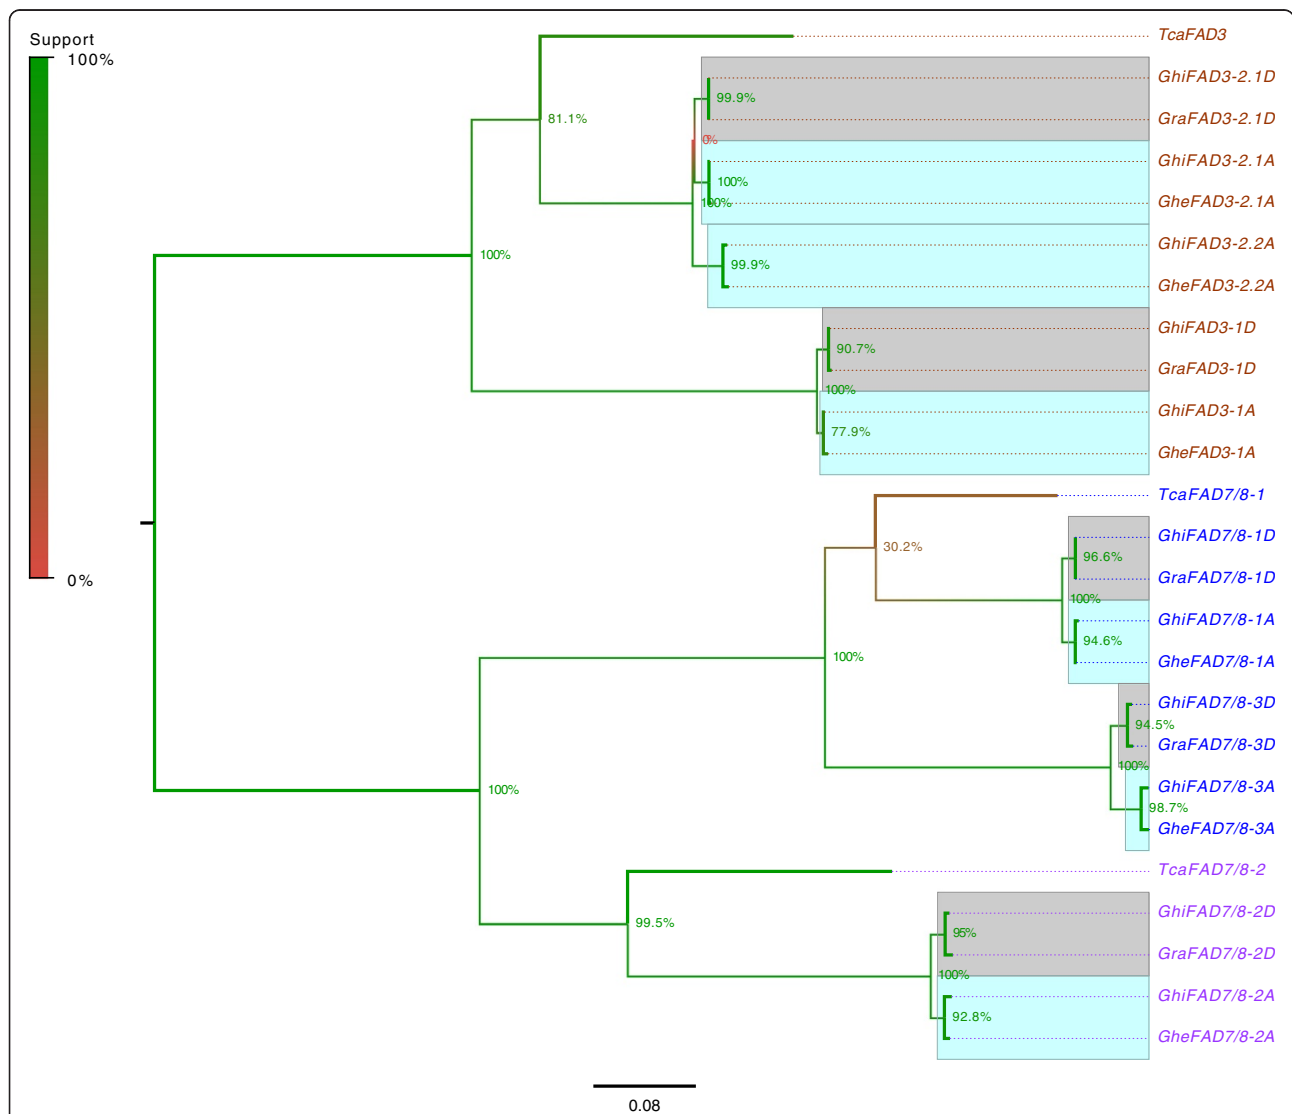 Support
100%
0%
TcaFAD3
GhiFAD3-2.1D
99.9%
GraFAD3-2.1D
81.1%
0%
GhiFAD3-2.1A
100%
GheFAD3-2.1A
100%
GhiFAD3-2.2A
100%
99.9%
GheFAD3-2.2A
GhiFAD3-1D
90.7%
GraFAD3-1D
100%
GhiFAD3-1A
77.9%
GheFAD3-1A
TcaFAD7/8-1
GhiFAD7/8-1D
30.2%
96.6%
GraFAD7/8-1D
100%
GhiFAD7/8-1A
94.6%
100%
GheFAD7/8-1A
GhiFAD7/8-3D
94.5%
GraFAD7/8-3D
100%
GhiFAD7/8-3A
100%
98.7%
GheFAD7/8-3A
TcaFAD7/8-2
GhiFAD7/8-2D
99.5%
95%
GraFAD7/8-2D
100%
GhiFAD7/8-2A
92.8%
GheFAD7/8-2A
0.08